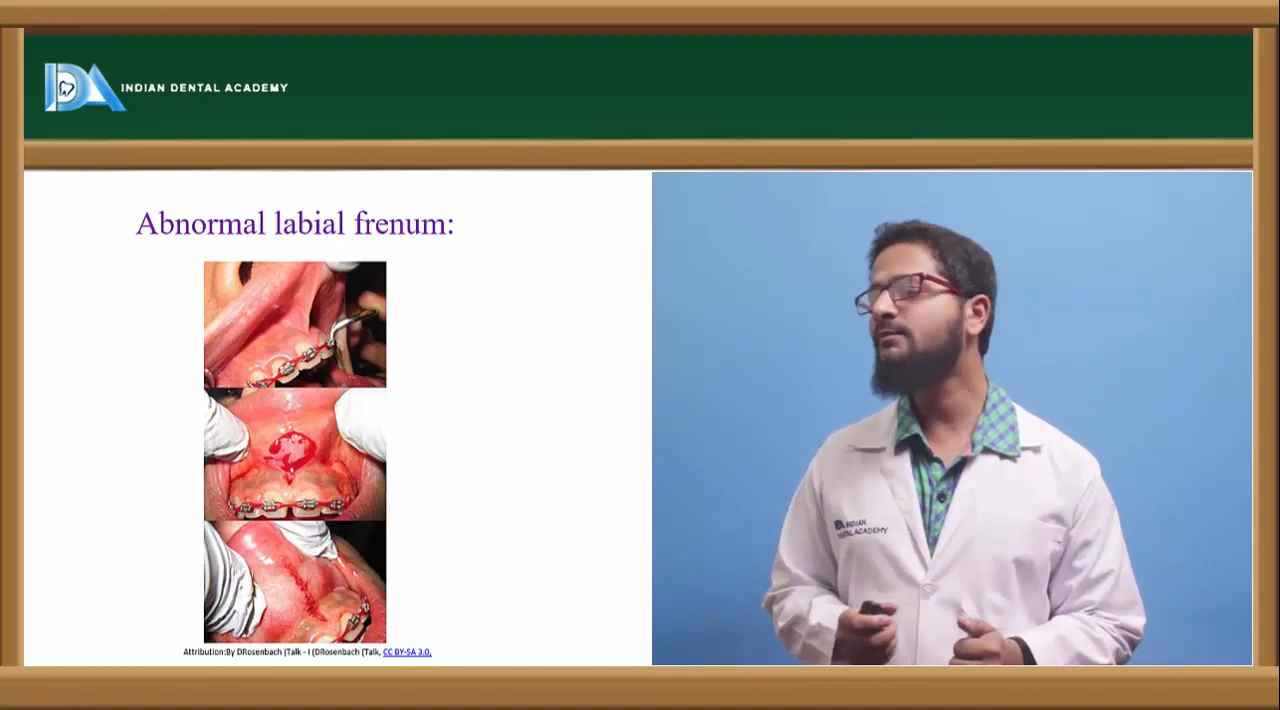 INDIAN DENTAL ACADEMY
Abnormal labial frenum:
INDIAN
DENTAL ACADEMY
Attribution:By DRosenbach (Talk - I (DRosenbach (Talk, CC BY-SA 3.0,